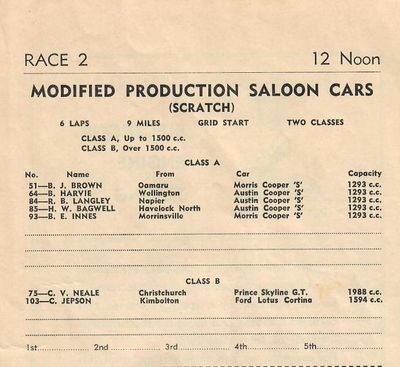 RACE 2 12 Noon
MODIFIED PRODUCTION SALOON CARS
(SCRATCH)
6 LAPS 9 MILES GRID START TWO CLASSES
CLASS A, Up to 1500 c.c.
CLASS B, Over 1500 c.c.
CLASS A
No. Name From Car Capacity
51—B. J. BROWN Oamaru Morris Cooper 'S' 1293 c.c.
64—B. HARVIE Wellington Austin Cooper 'S' 1293 c.c.
84—R. B. LANGLEY Napier Austin Cooper 'S' 1293 c.c.
85—H. W. BAGWELL Havelock North Austin Cooper 'S' 1293 c.c.
93—B. E. INNES Morrinsville Morris Cooper 'S' 1293 c.c.
CLASS B
75—C. V. NEALE Christchurch Prince Skyline G.T. 1988 c.c.
103—C. JEPSON Kimbolton Ford Lotus Cortina 1594 c.c.
1st 2nd 3rd 4th 5th